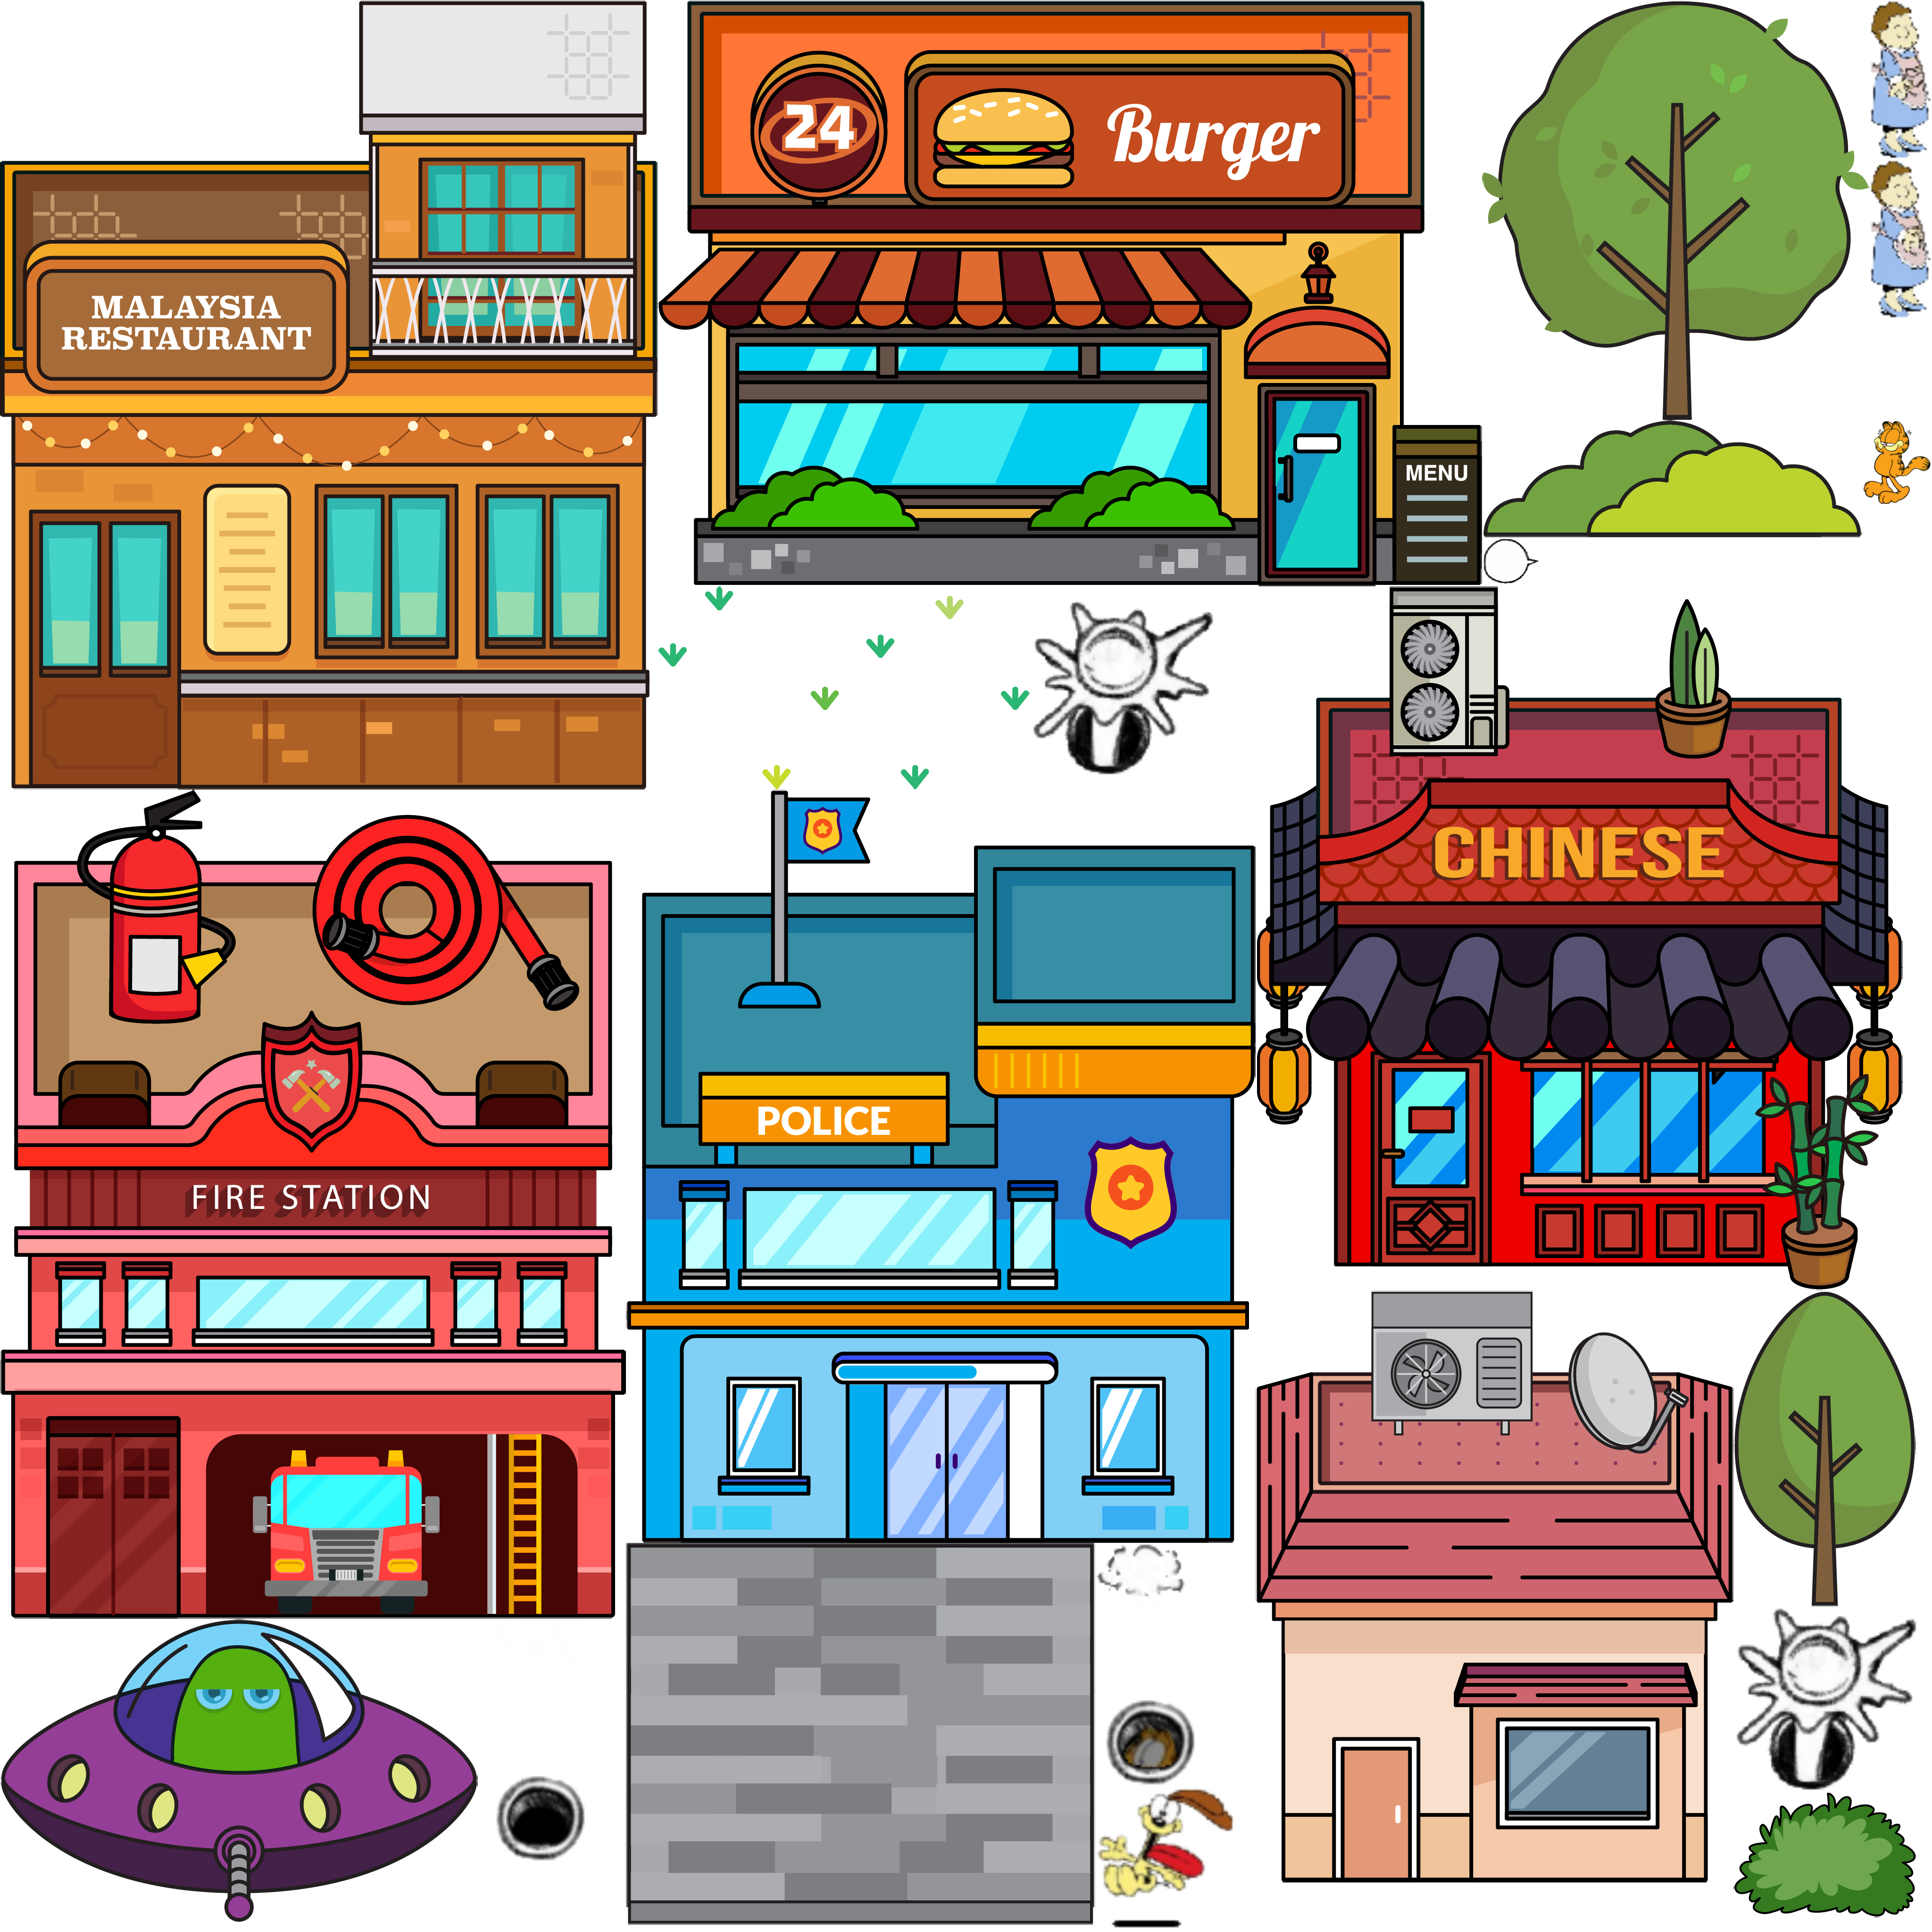 24
Burger
MALAYSIA
RESTAURANT
MENU
CHINESE
POLICE
FIRE STATION